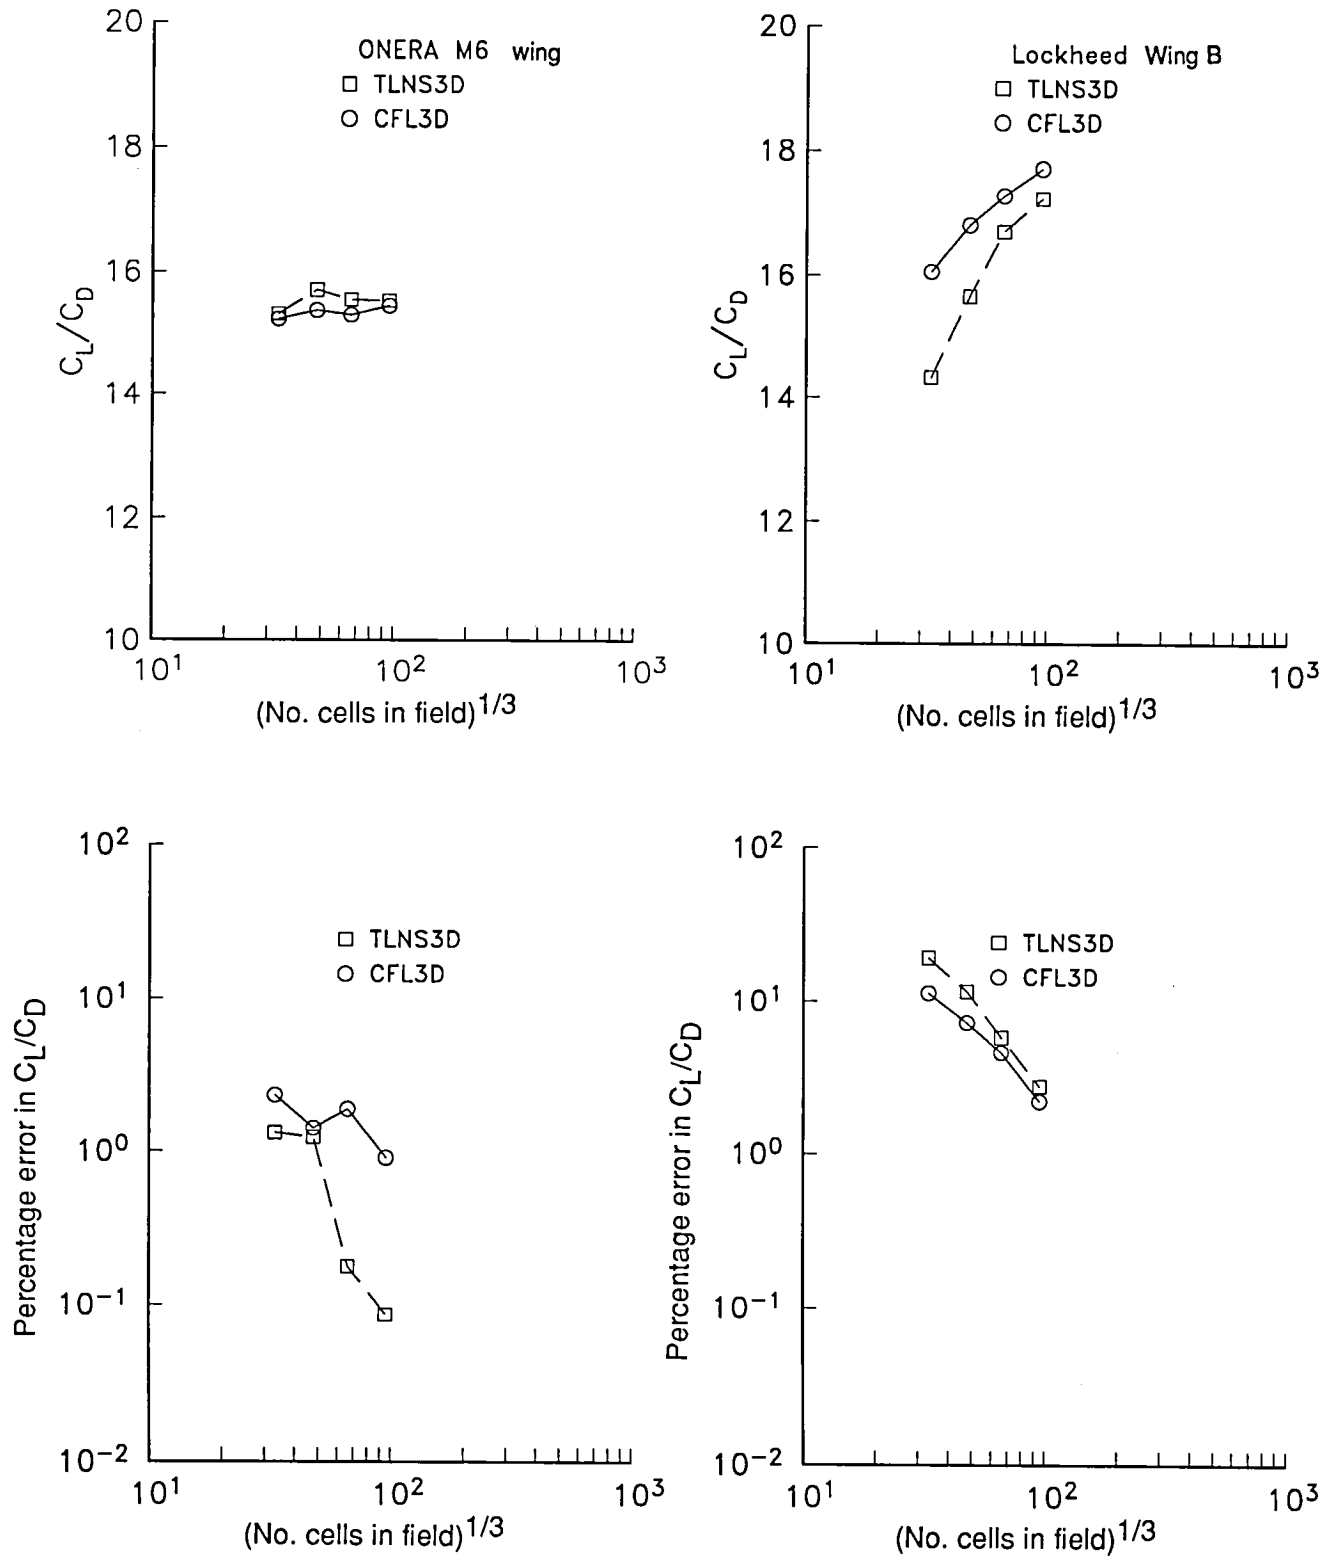 ONERA M6 wing
TLNS3D
CFL3D
20
18
16
14
12
10
C_L/C_D
10^1
10^2
10^3
(No. cells in field)^1/3
Lockheed Wing B
TLNS3D
CFL3D
20
18
16
14
12
10
C_L/C_D
10^1
10^2
10^3
(No. cells in field)^1/3
TLNS3D
CFL3D
10^2
10^1
10^0
10^-1
10^-2
Percentage error in C_L/C_D
10^1
10^2
10^3
(No. cells in field)^1/3
TLNS3D
CFL3D
10^2
10^1
10^0
10^-1
10^-2
Percentage error in C_L/C_D
10^1
10^2
10^3
(No. cells in field)^1/3